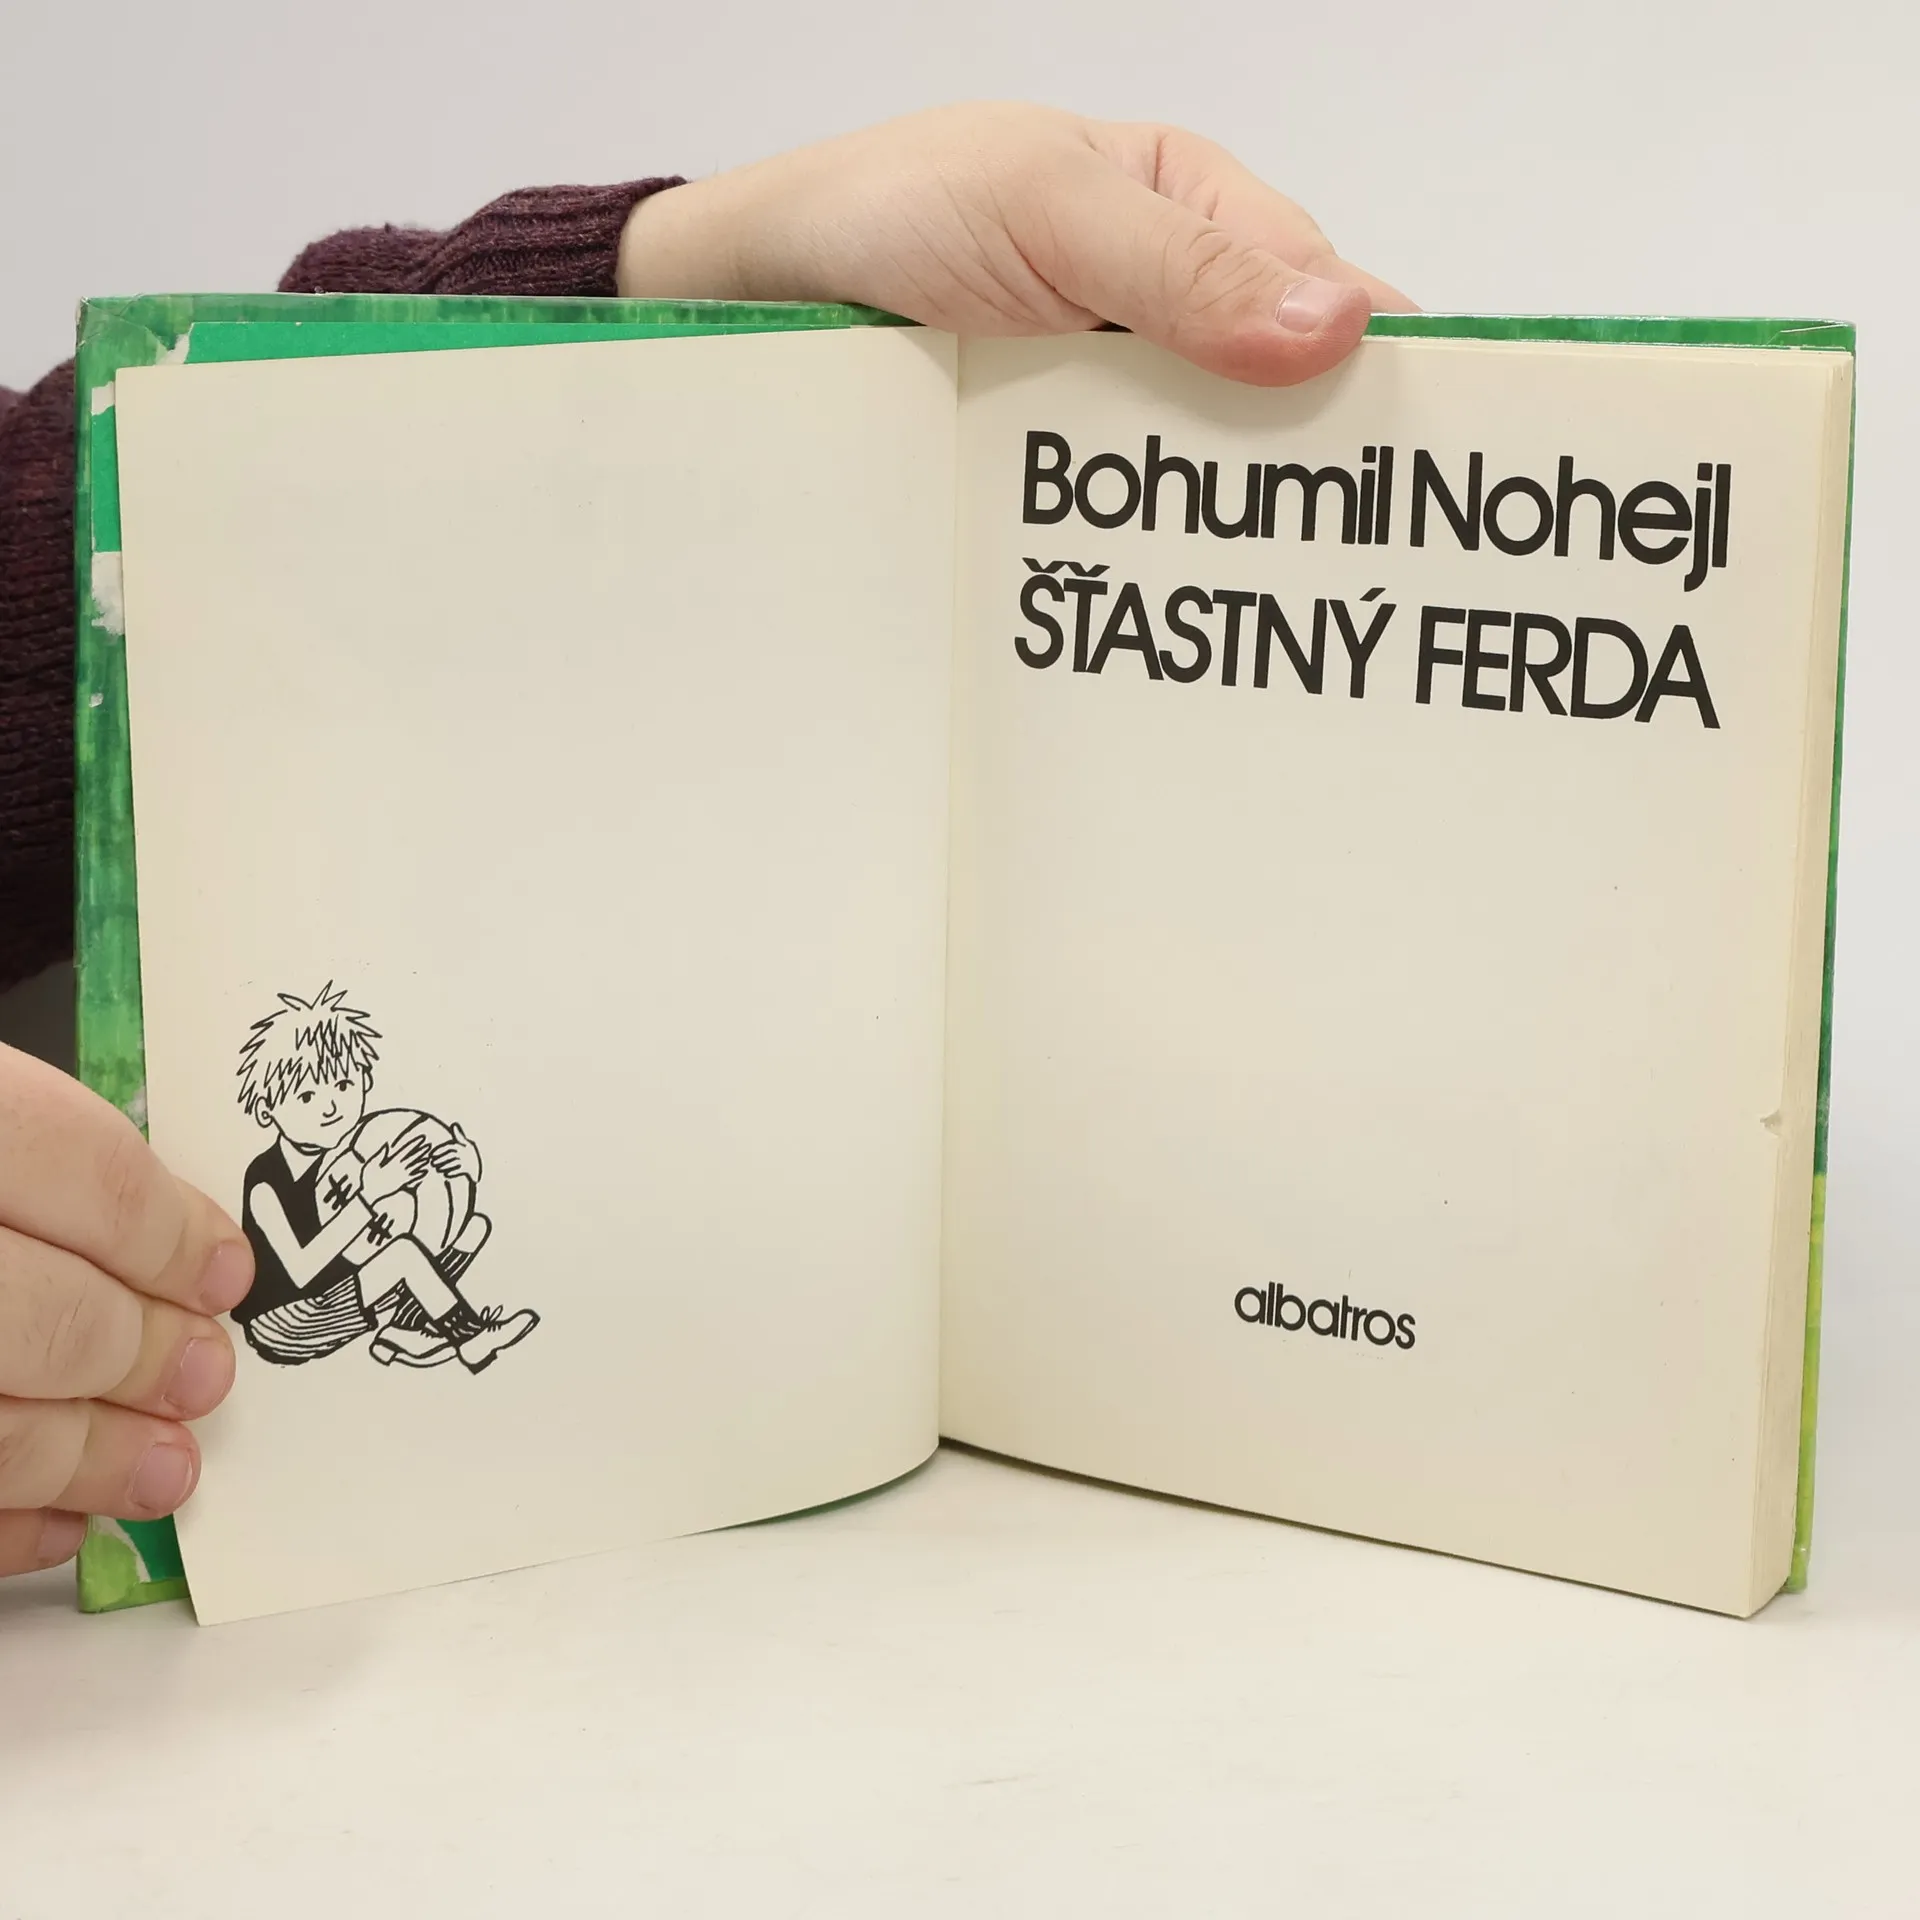 Bohumil Nohejl
ŠŤASTNÝ FERDA
albatros